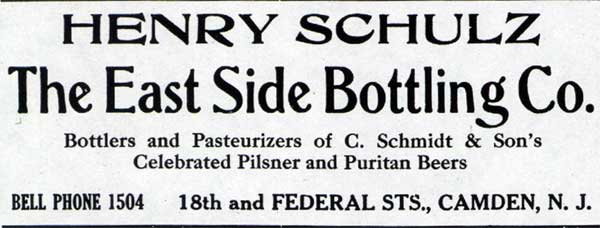 HENRY SCHULZ
The East Side Bottling Co.
Bottlers and Pasteurizers of C. Schmidt & Son's
Celebrated Pilsner and Puritan Beers
BELL PHONE 1504 18th and FEDERAL STS., CAMDEN, N. J.